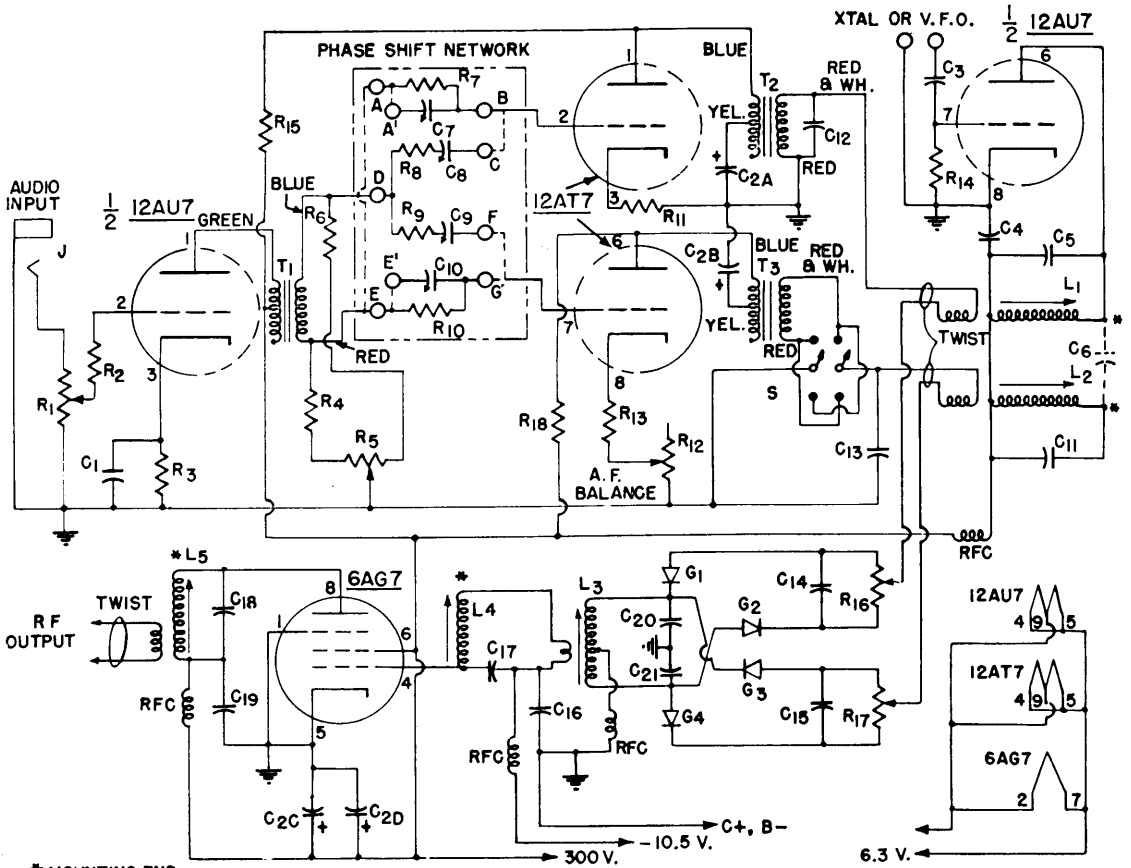 XTAL OR V.F.O.
1/2 12AU7
PHASE SHIFT NETWORK
BLUE
T2
RED & WH.
C3
6
1
R7
A
A'
B
C7
R8
C8
C
2
YEL.
C12
7
R15
R14
AUDIO INPUT
J
1/2 12AU7
BLUE
R6
D
3
R11
C2A
RED
8
C4
C5
GREEN
1
R9
C9
F
12AT7
6
C2B
BLUE
T3
RED & WH.
T1
E'
C10
E
G
R10
7
YEL.
RED
L1
*
TWIST
C6
2
R2
3
RED
8
S
L2
*
R1
R4
R18
R13
R12
C13
C11
C1
R3
R5
A.F. BALANCE
RFC
*L5
6AG7
*
L4
L3
G1
C14
R16
12AU7
TWIST
RF OUTPUT
C18
8
1
6
4
C17
C20
G2
4 9 5
C21
G3
12AT7
RFC
C19
5
C16
G4
C15
R17
4 9 5
RFC
RFC
6AG7
C2C
+
C2D
+
2 7
C+, B-
-10.5 V.
300 V.
6.3 V.